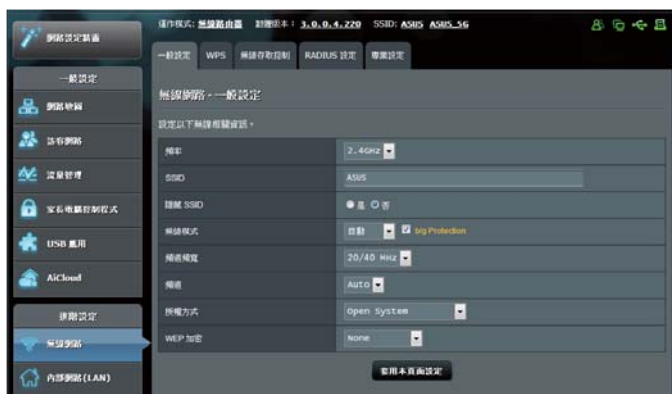 網路設定精靈
運作模式: 無線路由器 韌體版本: 3.0.0.4.220 SSID: ASUS ASUS_5G
一般設定 WPS 無線存取控制 RADIUS 設定 專業設定
一般設定
網路地圖
訪客網路
流量管理
家長電腦控制程式
USB 應用
AiCloud
進階設定
無線網路
內部網路(LAN)
無線網路 - 一般設定
設定以下無線相關資訊。
頻率 2.4GHz
SSID ASUS
隱藏 SSID 是 否
無線模式 自動 b/g Protection
頻道頻寬 20/40 MHz
頻道 Auto
授權方式 Open System
WEP 加密 None
套用本頁面設定